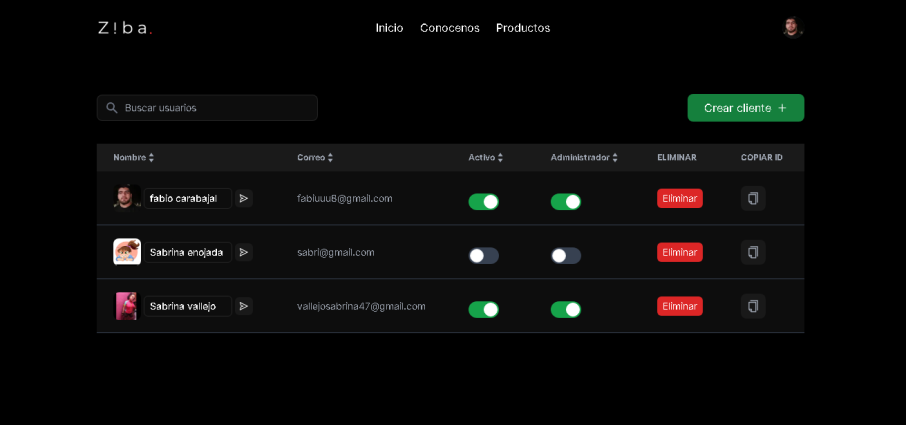 Z!ba.
Inicio Conocenos Productos
Buscar usuarios
Crear cliente +
Nombre Correo Activo Administrador ELIMINAR COPIAR ID
fabio carabajal fabiuuu8@gmail.com Eliminar
Sabrina enojada sabri@gmail.com Eliminar
Sabrina vallejo vallejosabrina47@gmail.com Eliminar